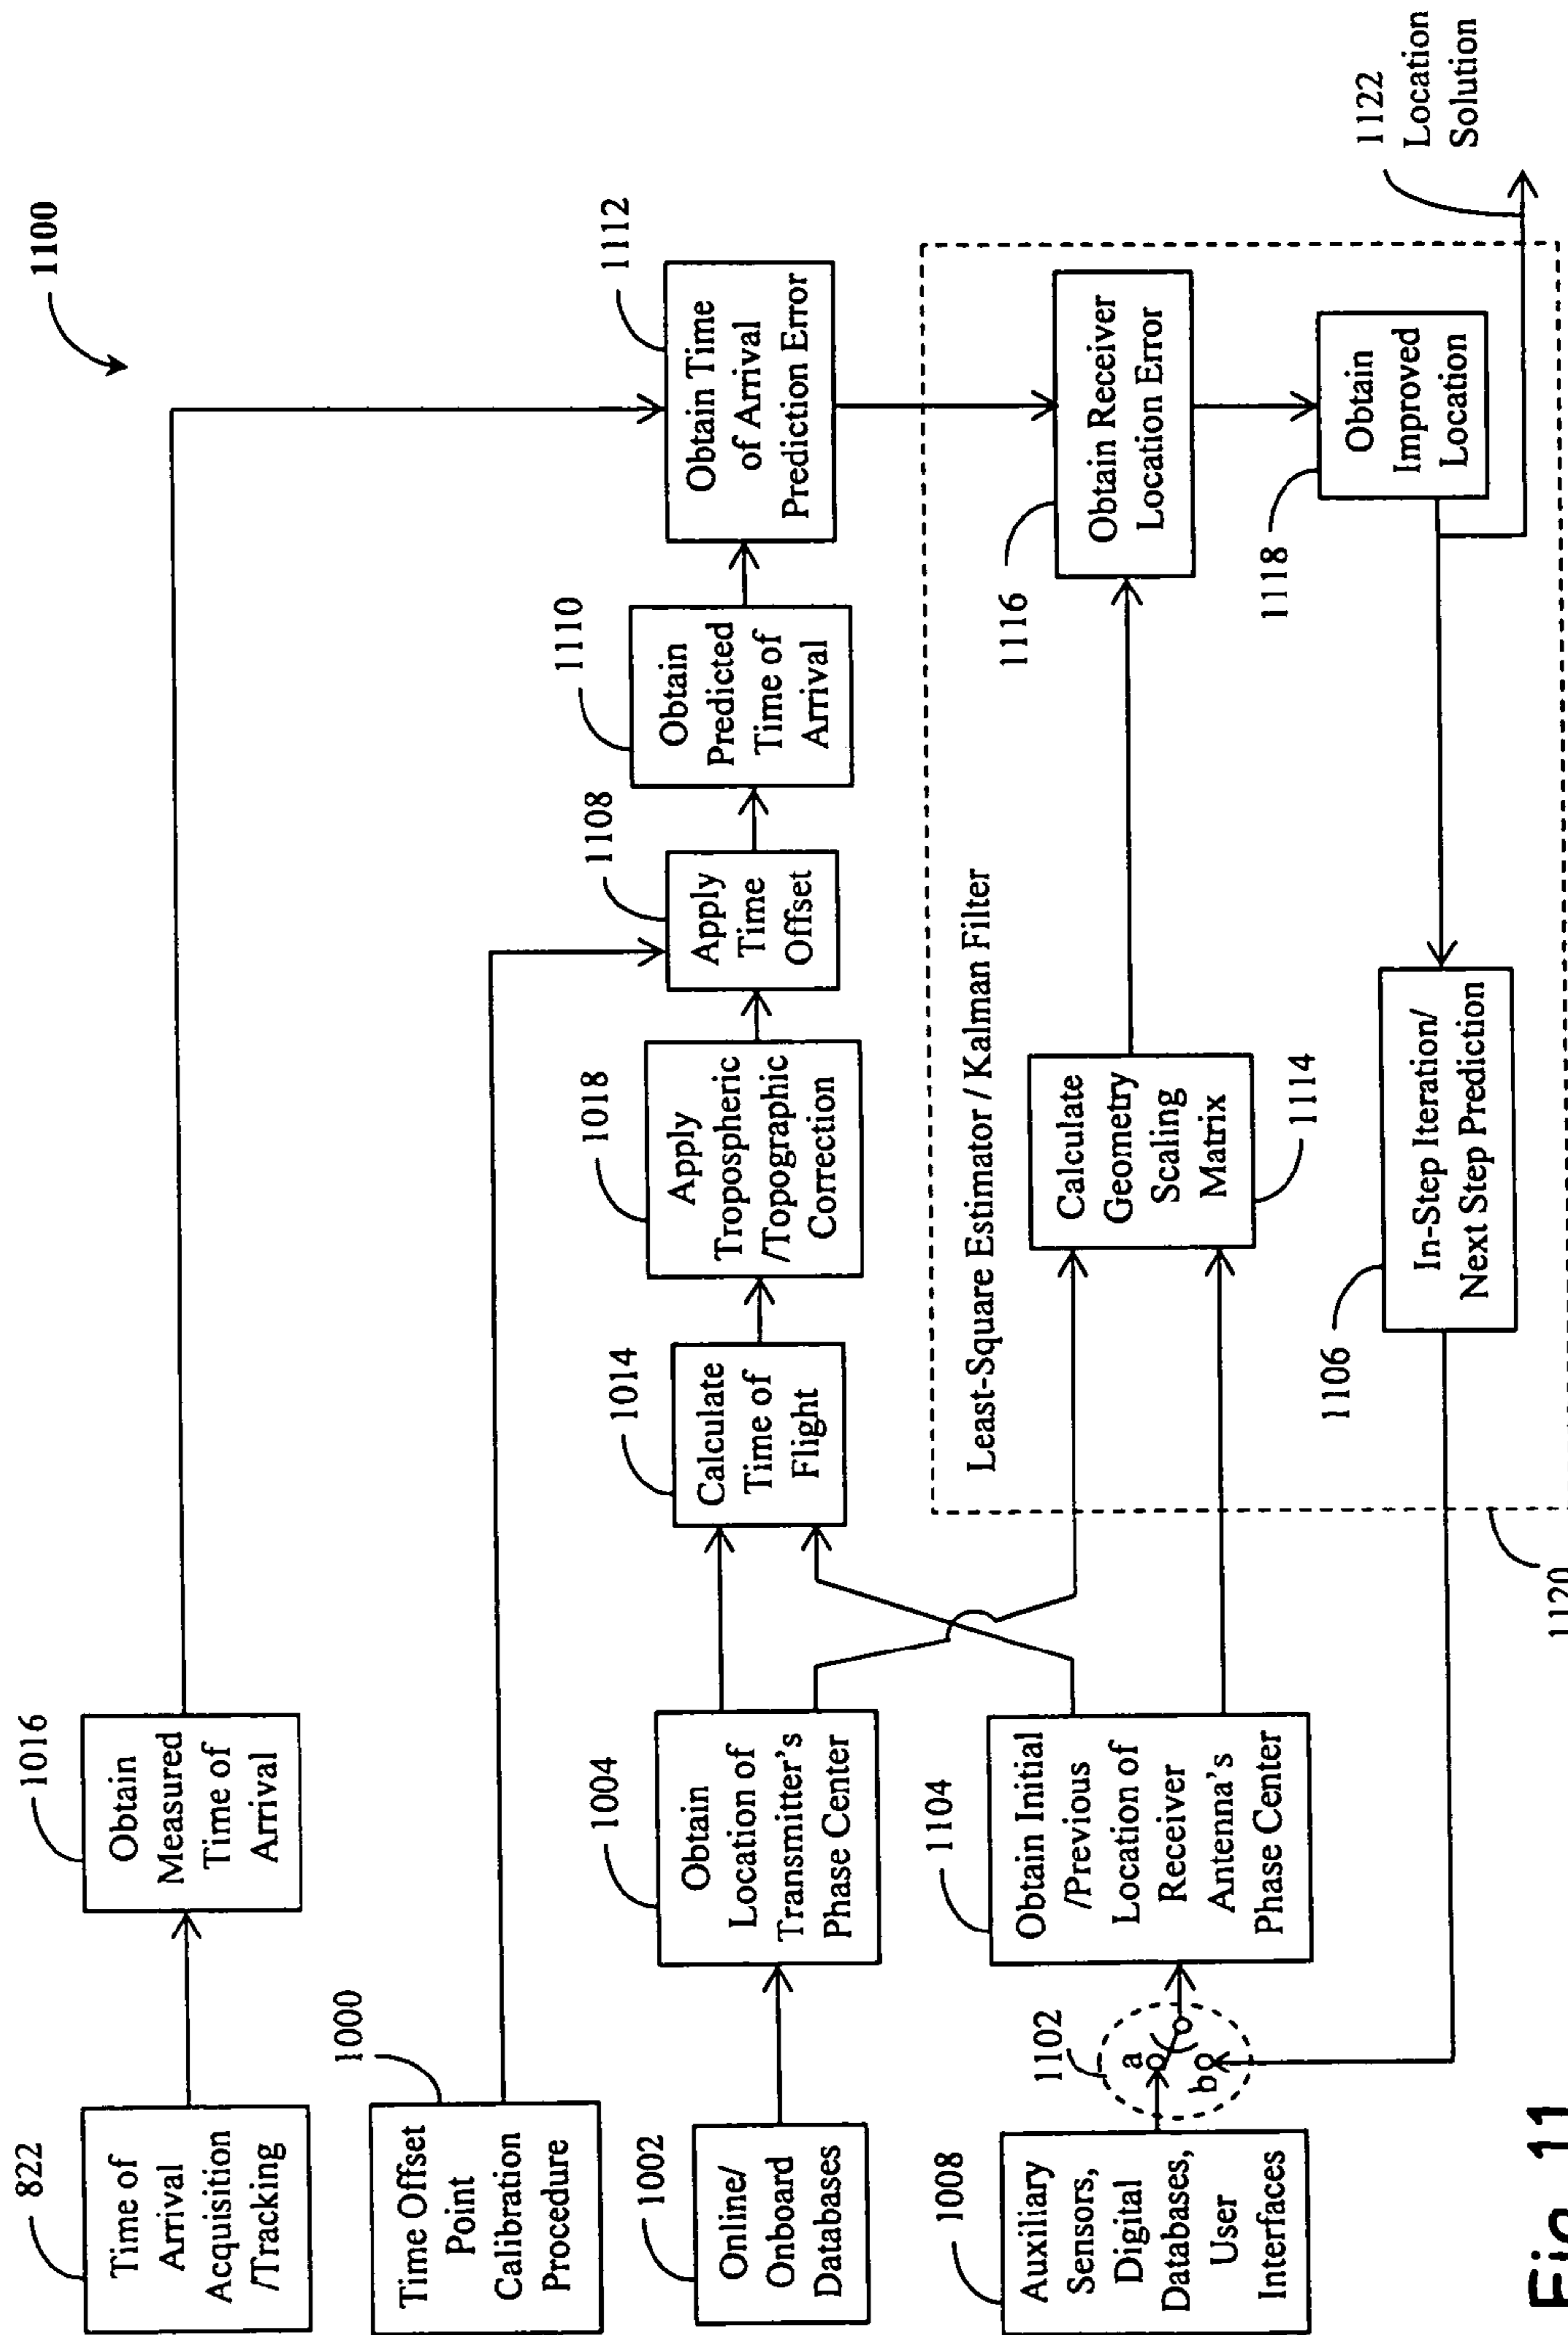 1100
822
Time of
Arrival
Acquisition
/Tracking
1016
Obtain
Measured
Time of
Arrival
1000
Time Offset
Point
Calibration
Procedure
1002
Online/
Onboard
Databases
1004
Obtain
Location of
Transmitter's
Phase Center
1014
Calculate
Time of
Flight
1018
Apply
Tropospheric
/Topographic
Correction
1108
Apply
Time
Offset
1110
Obtain
Predicted
Time of
Arrival
1112
Obtain Time
of Arrival
Prediction Error
1008
Auxiliary
Sensors,
Digital
Databases,
User
Interfaces
1102
a
b
1104
Obtain Initial
/Previous
Location of
Receiver
Antenna's
Phase Center
Least-Square Estimator / Kalman Filter
Calculate
Geometry
Scaling
Matrix
1114
1116
Obtain Receiver
Location Error
1118
Obtain
Improved
Location
1106
In-Step Iteration/
Next Step Prediction
1120
1122
Location
Solution
Fig. 11